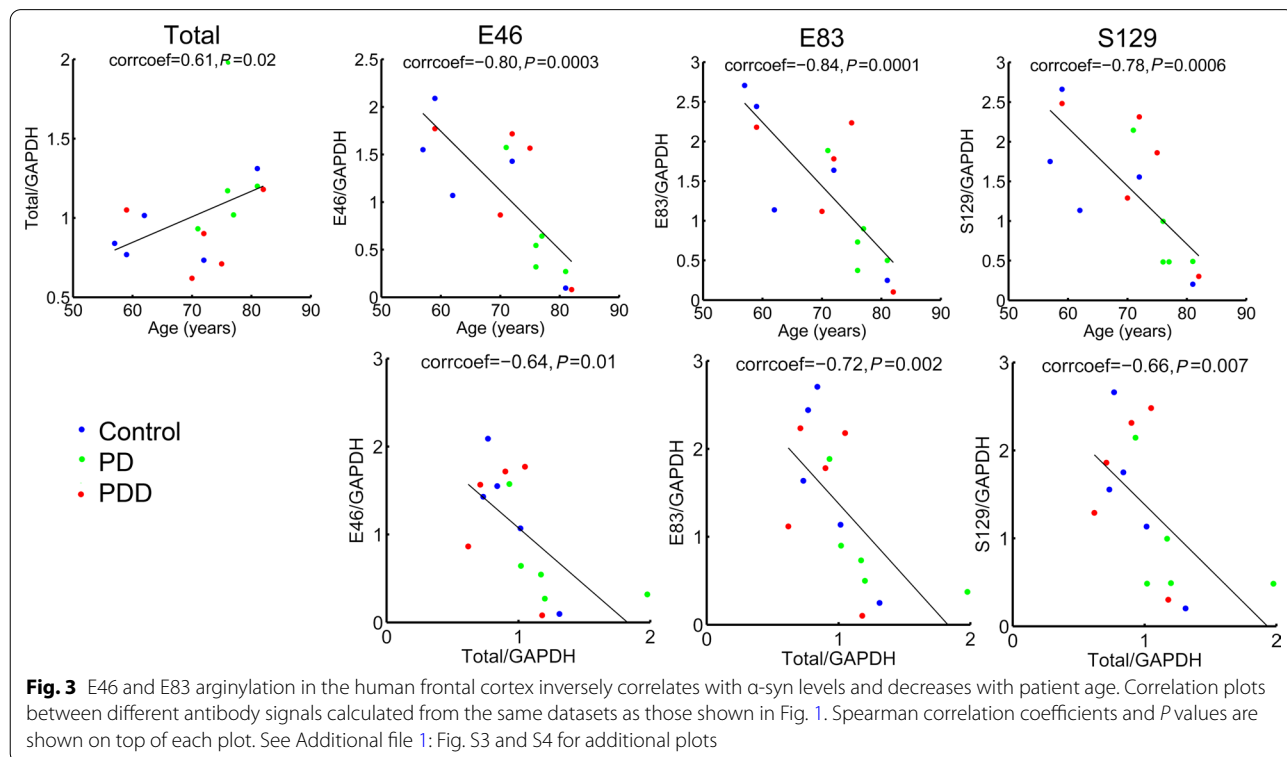 Total
corrcoef=0.61, P=0.02
2
1.5
1
0.5
50 60 70 80 90
Total/GAPDH
Age (years)
E46
corrcoef=−0.80, P=0.0003
2.5
2
1.5
1
0.5
0
50 60 70 80 90
E46/GAPDH
Age (years)
E83
corrcoef=−0.84, P=0.0001
3
2.5
2
1.5
1
0.5
0
50 60 70 80 90
E83/GAPDH
Age (years)
S129
corrcoef=−0.78, P=0.0006
3
2.5
2
1.5
1
0.5
0
50 60 70 80 90
S129/GAPDH
Age (years)
Control
PD
PDD
corrcoef=−0.64, P=0.01
3
2
1
0
0 1 2
E46/GAPDH
Total/GAPDH
corrcoef=−0.72, P=0.002
3
2
1
0
0 1 2
E83/GAPDH
Total/GAPDH
corrcoef=−0.66, P=0.007
3
2
1
0
0 1 2
S129/GAPDH
Total/GAPDH
Fig. 3 E46 and E83 arginylation in the human frontal cortex inversely correlates with α-syn levels and decreases with patient age. Correlation plots
between different antibody signals calculated from the same datasets as those shown in Fig. 1. Spearman correlation coefficients and P values are
shown on top of each plot. See Additional file 1: Fig. S3 and S4 for additional plots